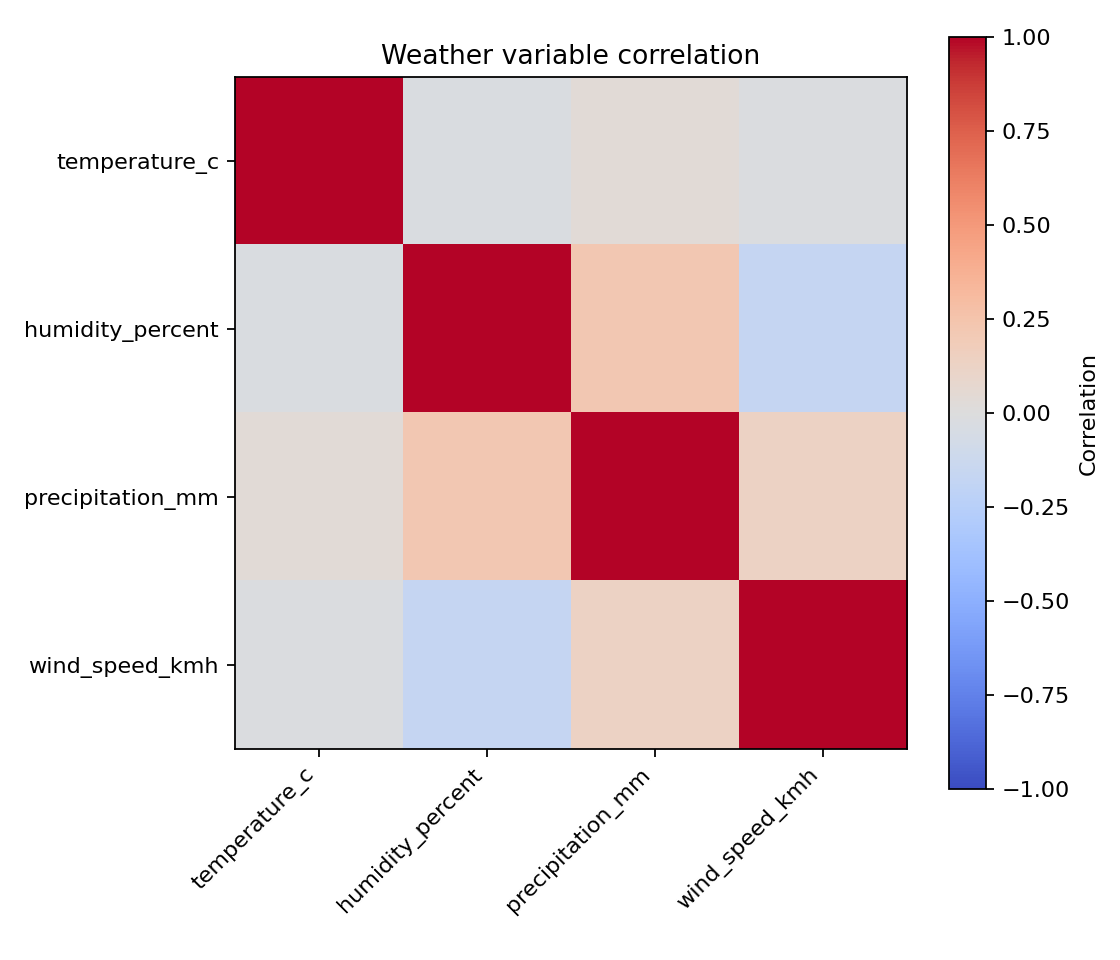 Weather variable correlation
temperature_c
humidity_percent
precipitation_mm
wind_speed_kmh
temperature_c
humidity_percent
precipitation_mm
wind_speed_kmh
1.00
0.75
0.50
0.25
0.00
−0.25
−0.50
−0.75
−1.00
Correlation